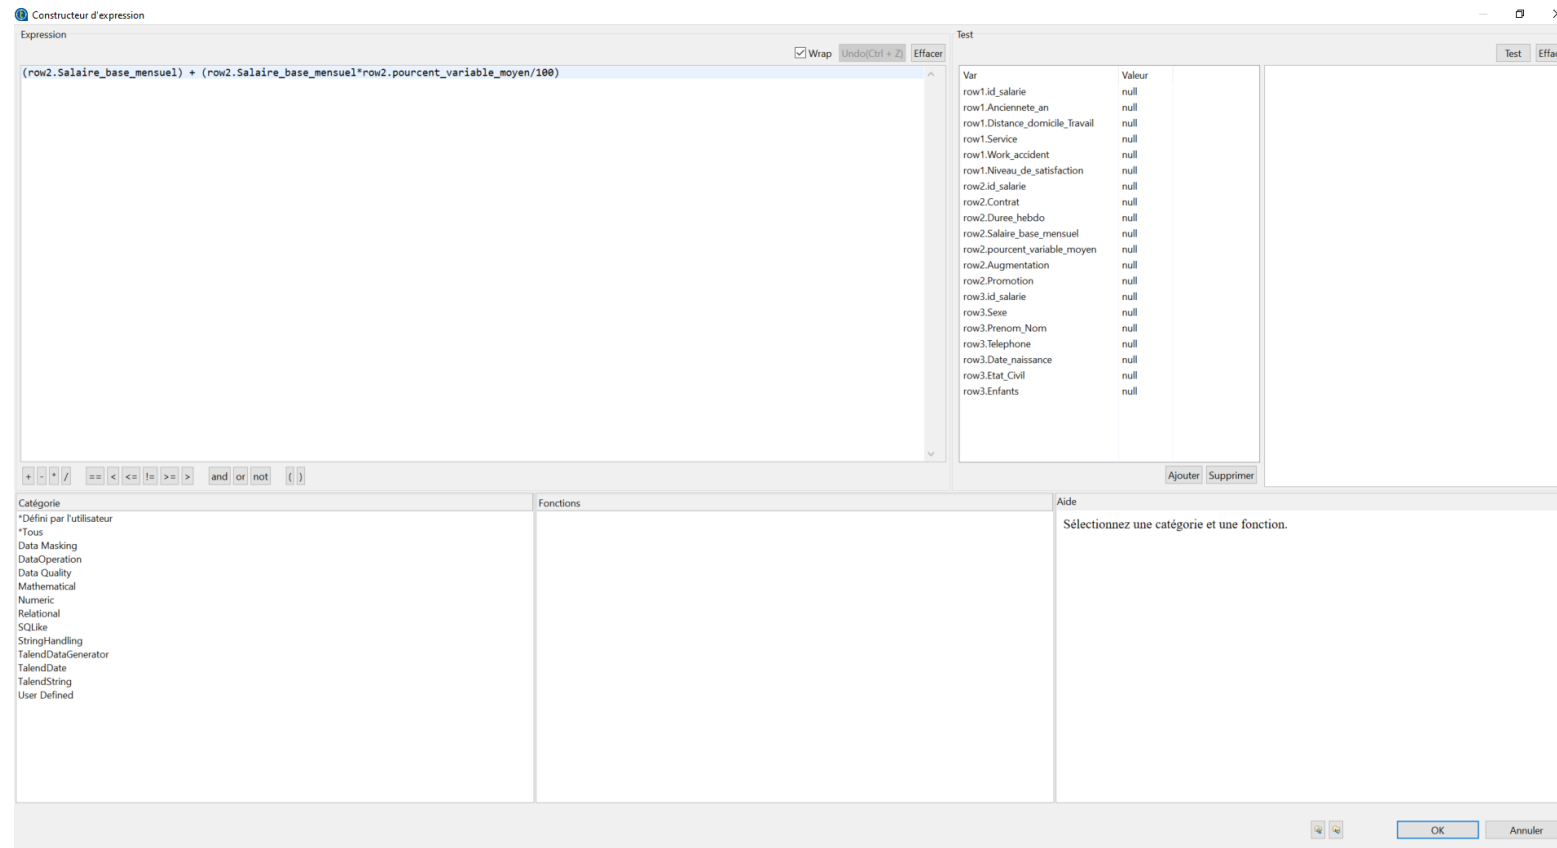 Constructeur d'expression
Expression
Wrap Undo(Ctrl + Z) Effacer
(row2.Salaire_base_mensuel) + (row2.Salaire_base_mensuel*row2.pourcent_variable_moyen/100)
+ - * / == < <= != >= > and or not ( )
Test
Test Effac
Var Valeur
row1.id_salarie null
row1.Anciennete_an null
row1.Distance_domicile_Travail null
row1.Service null
row1.Work_accident null
row1.Niveau_de_satisfaction null
row2.id_salarie null
row2.Contrat null
row2.Duree_hebdo null
row2.Salaire_base_mensuel null
row2.pourcent_variable_moyen null
row2.Augmentation null
row2.Promotion null
row3.id_salarie null
row3.Sexe null
row3.Prenom_Nom null
row3.Telephone null
row3.Date_naissance null
row3.Etat_Civil null
row3.Enfants null
Ajouter Supprimer
Catégorie
*Défini par l'utilisateur
*Tous
Data Masking
DataOperation
Data Quality
Mathematical
Numeric
Relational
SQLike
StringHandling
TalendDataGenerator
TalendDate
TalendString
User Defined
Fonctions
Aide
Sélectionnez une catégorie et une fonction.
OK Annuler